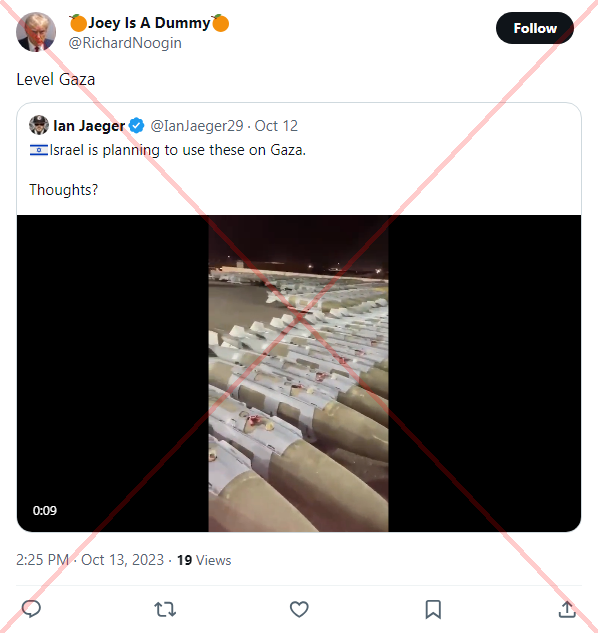 🍊Joey Is A Dummy🍊
@RichardNoogin
Follow
Level Gaza
Ian Jaeger @IanJaeger29 · Oct 12
🇮🇱Israel is planning to use these on Gaza.
Thoughts?
0:09
2:25 PM · Oct 13, 2023 · 19 Views